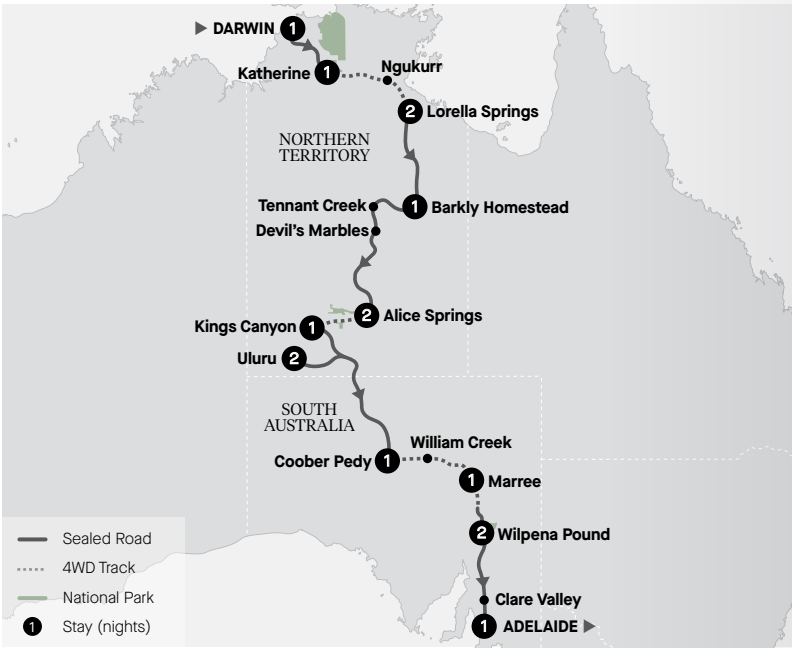 ▶ DARWIN 1
Katherine 1
Ngukurr
2 Lorella Springs
NORTHERN
TERRITORY
Tennant Creek
1 Barkly Homestead
Devil's Marbles
2 Alice Springs
Kings Canyon 1
Uluru 2
SOUTH
AUSTRALIA
William Creek
Coober Pedy 1
1 Marree
2 Wilpena Pound
Clare Valley
1 ADELAIDE ▶
Sealed Road
4WD Track
National Park
1 Stay (nights)